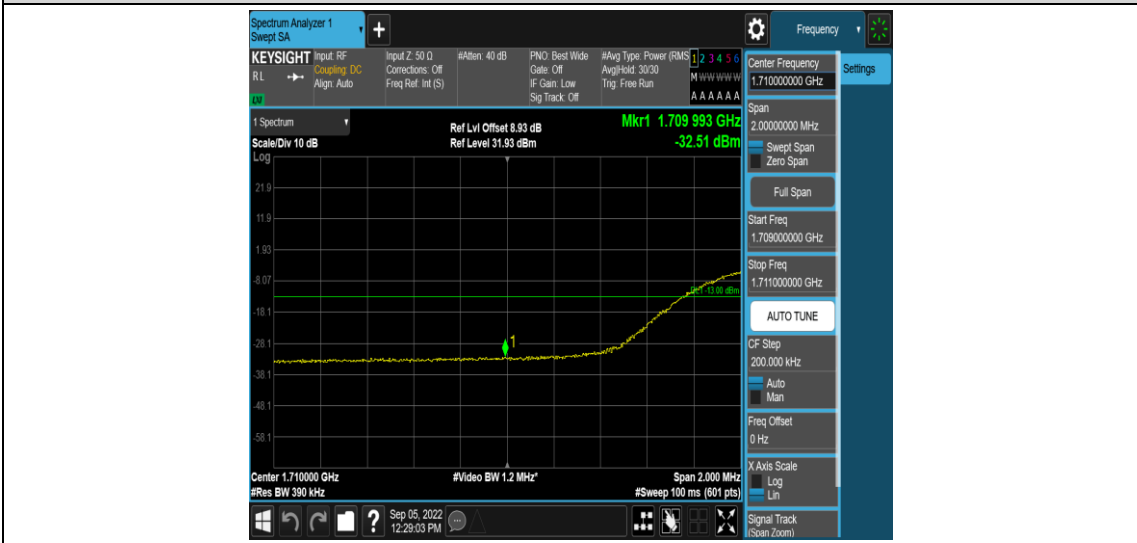 Spectrum Analyzer 1
Swept SA
Frequency
KEYSIGHT
Input: RF
Input Z: 50 Ω
#Atten: 40 dB
PNO: Best Wide
#Avg Type: Power (RMS
1 2 3 4 5 6
R L
Coupling: DC
Corrections: Off
Gate: Off
Avg|Hold: 30/30
M W W W W W
Align: Auto
Freq Ref: Int (S)
IF Gain: Low
Trig: Free Run
Sig Track: Off
A A A A A A
1 Spectrum
Ref Lvl Offset 8.93 dB
Mkr1 1.709 993 GHz
Scale/Div 10 dB
Ref Level 31.93 dBm
-32.51 dBm
Log
21.9
11.9
1.93
-8.07
DL1 -13.00 dBm
-18.1
1
-28.1
-38.1
-48.1
-58.1
Center 1.710000 GHz
#Video BW 1.2 MHz*
Span 2.000 MHz
#Res BW 390 kHz
#Sweep 100 ms (601 pts)
Sep 05, 2022
12:29:03 PM
Center Frequency
1.710000000 GHz
Settings
Span
2.00000000 MHz
Swept Span
Zero Span
Full Span
Start Freq
1.709000000 GHz
Stop Freq
1.711000000 GHz
AUTO TUNE
CF Step
200.000 kHz
Auto
Man
Freq Offset
0 Hz
X Axis Scale
Log
Lin
Signal Track
(Span Zoom)